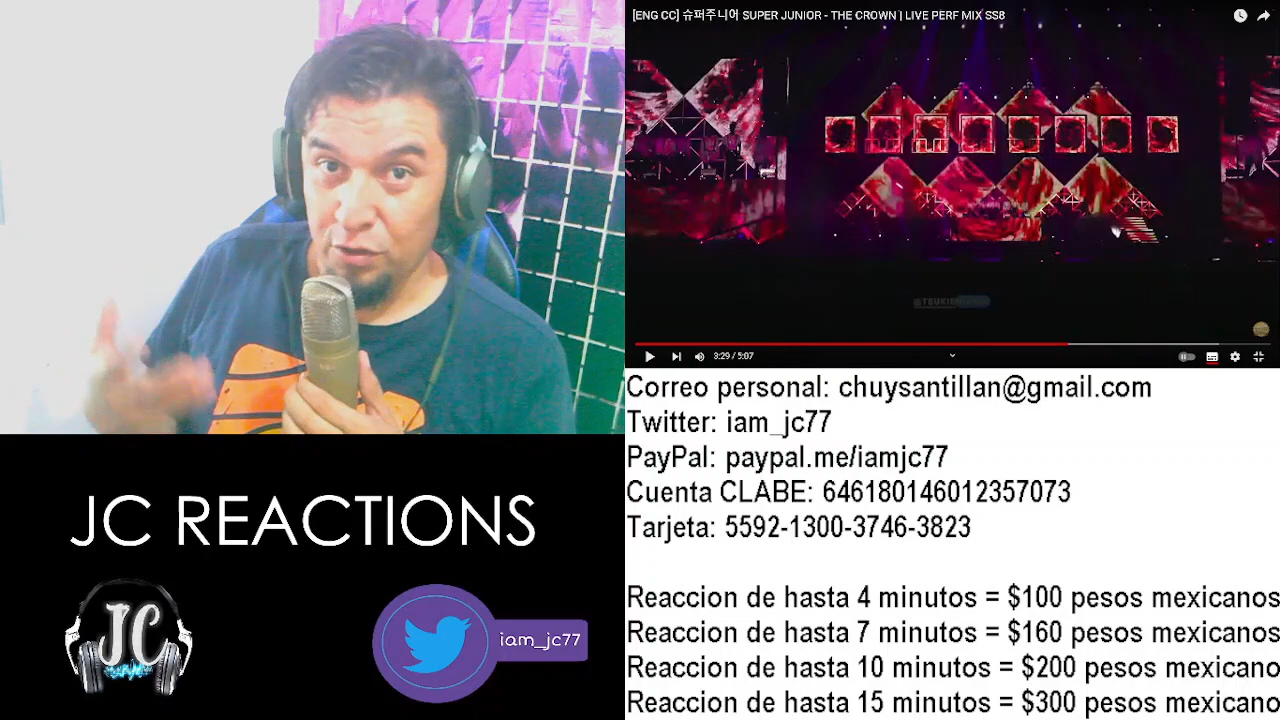 [ENG CC] 슈퍼주니어 SUPER JUNIOR - THE CROWN | LIVE PERF MIX SS8
3:29 / 5:07
Correo personal: chuysantillan@gmail.com
Twitter: iam_jc77
PayPal: paypal.me/iamjc77
Cuenta CLABE: 646180146012357073
Tarjeta: 5592-1300-3746-3823
Reaccion de hasta 4 minutos = $100 pesos mexicanos
Reaccion de hasta 7 minutos = $160 pesos mexicanos
Reaccion de hasta 10 minutos = $200 pesos mexicano
Reaccion de hasta 15 minutos = $300 pesos mexicano
JC REACTIONS
JC
iam_jc77